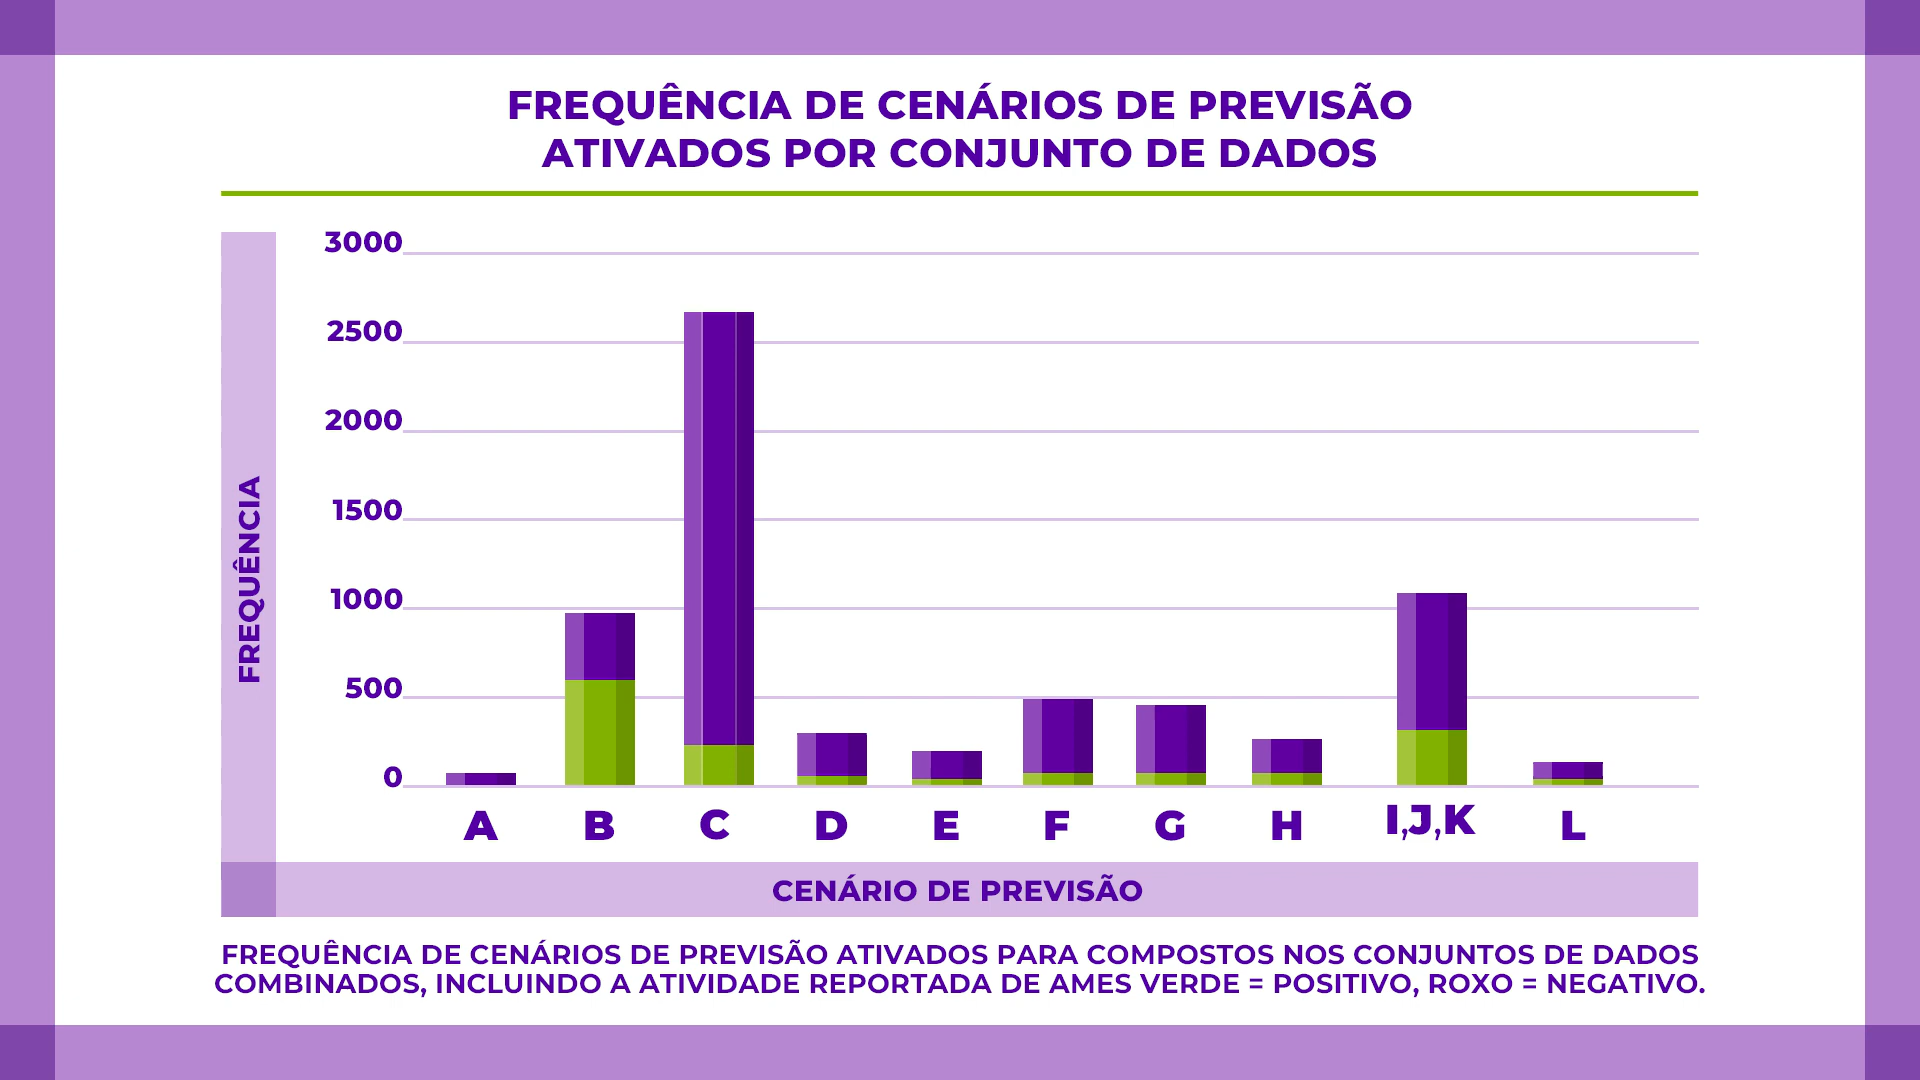 FREQUÊNCIA DE CENÁRIOS DE PREVISÃO
ATIVADOS POR CONJUNTO DE DADOS
FREQUÊNCIA
3000
2500
2000
1500
1000
500
0
A B C D E F G H I,J,K L
CENÁRIO DE PREVISÃO
FREQUÊNCIA DE CENÁRIOS DE PREVISÃO ATIVADOS PARA COMPOSTOS NOS CONJUNTOS DE DADOS
COMBINADOS, INCLUINDO A ATIVIDADE REPORTADA DE AMES VERDE = POSITIVO, ROXO = NEGATIVO.